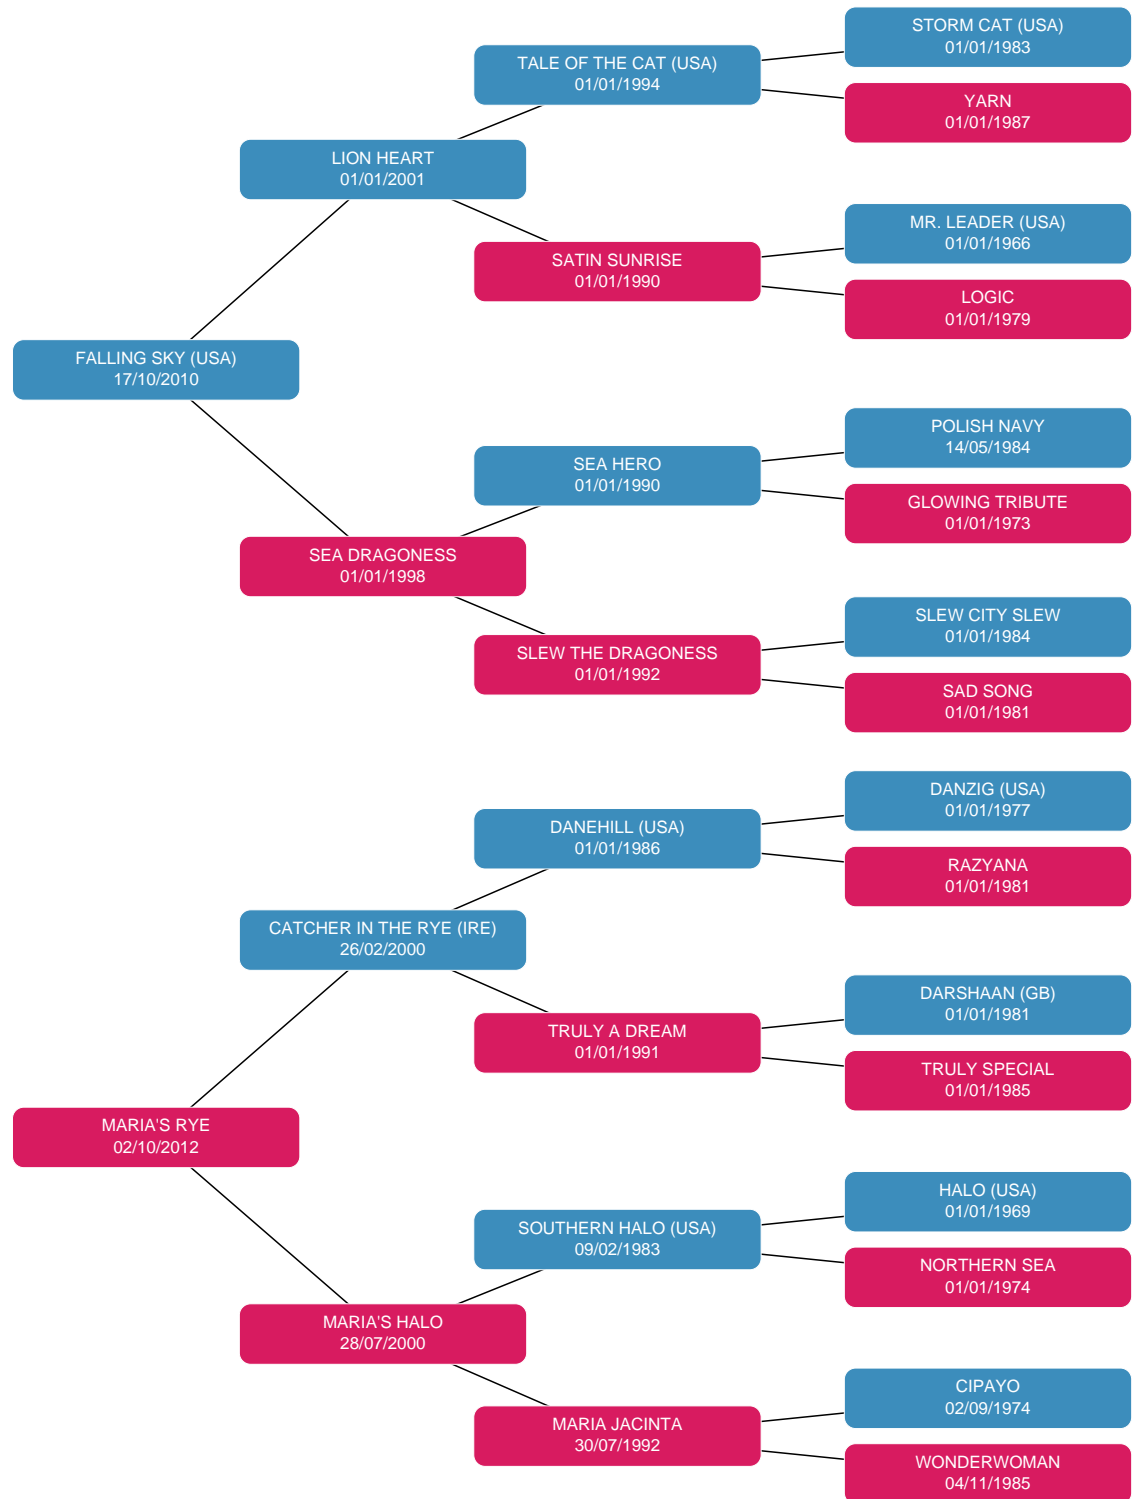 STORM CAT (USA)
01/01/1983
TALE OF THE CAT (USA)
01/01/1994
YARN
01/01/1987
LION HEART
01/01/2001
MR. LEADER (USA)
01/01/1966
SATIN SUNRISE
01/01/1990
LOGIC
01/01/1979
FALLING SKY (USA)
17/10/2010
POLISH NAVY
14/05/1984
SEA HERO
01/01/1990
GLOWING TRIBUTE
01/01/1973
SEA DRAGONESS
01/01/1998
SLEW CITY SLEW
01/01/1984
SLEW THE DRAGONESS
01/01/1992
SAD SONG
01/01/1981
DANZIG (USA)
01/01/1977
DANEHILL (USA)
01/01/1986
RAZYANA
01/01/1981
CATCHER IN THE RYE (IRE)
26/02/2000
DARSHAAN (GB)
01/01/1981
TRULY A DREAM
01/01/1991
TRULY SPECIAL
01/01/1985
MARIA'S RYE
02/10/2012
HALO (USA)
01/01/1969
SOUTHERN HALO (USA)
09/02/1983
NORTHERN SEA
01/01/1974
MARIA'S HALO
28/07/2000
CIPAYO
02/09/1974
MARIA JACINTA
30/07/1992
WONDERWOMAN
04/11/1985